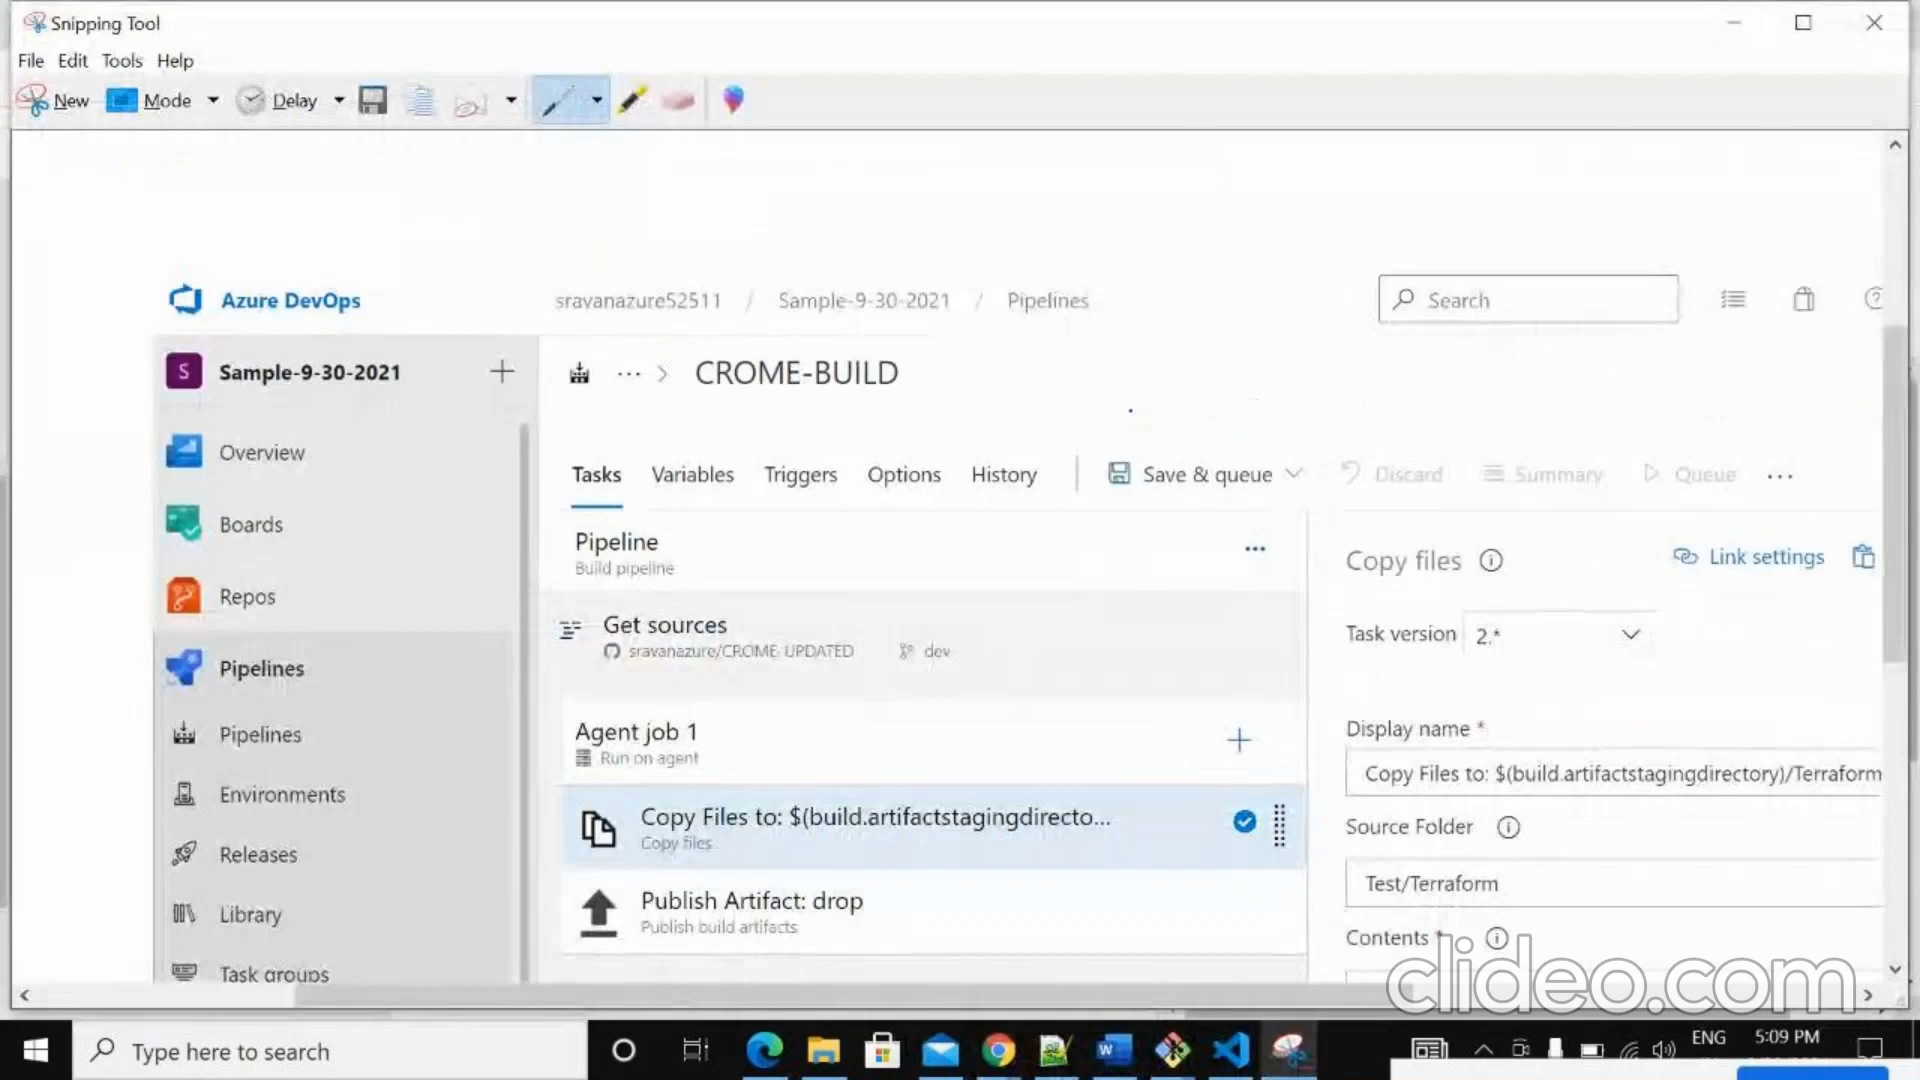 Snipping Tool
File Edit Tools Help
New Mode Delay
Azure DevOps sravanazure52511 / Sample-9-30-2021 / Pipelines Search
S Sample-9-30-2021
CROME-BUILD
Overview
Tasks Variables Triggers Options History Save & queue Discard Summary Queue
Boards
Pipeline
Build pipeline
Copy files Link settings
Repos
Get sources
sravanazure/CROME-UPDATED dev
Task version 2.*
Pipelines
Agent job 1
Run on agent
Display name *
Pipelines
Copy Files to: $(build.artifactstagingdirectory)/Terraform
Environments
Copy Files to: $(build.artifactstagingdirecto...
Copy files
Source Folder
Releases
Test/Terraform
Publish Artifact: drop
Publish build artifacts
Library
Contents *
Task groups
clideo.com
Type here to search
ENG 5:09 PM